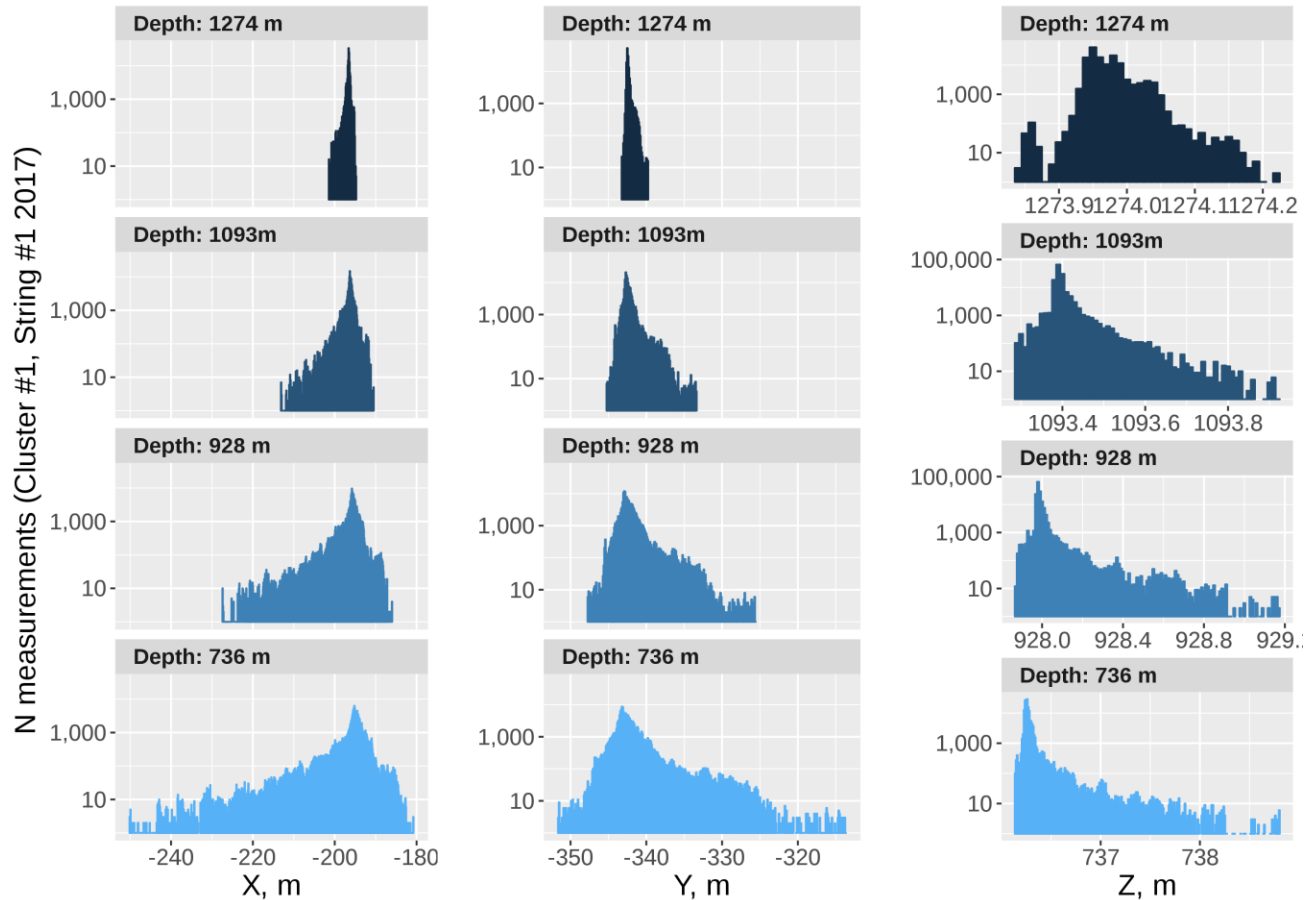 N measurements (Cluster #1, String #1 2017)
Depth: 1274 m
1,000
10
Depth: 1093m
1,000
10
Depth: 928 m
1,000
10
Depth: 736 m
1,000
10
-240 -220 -200 -180
X, m
Depth: 1274 m
1,000
10
Depth: 1093m
1,000
10
Depth: 928 m
1,000
10
Depth: 736 m
1,000
10
-350 -340 -330 -320
Y, m
Depth: 1274 m
1,000
10
1273.9 1274.0 1274.1 1274.2
Depth: 1093m
100,000
1,000
10
1093.4 1093.6 1093.8
Depth: 928 m
100,000
1,000
10
928.0 928.4 928.8 929.
Depth: 736 m
1,000
10
737 738
Z, m